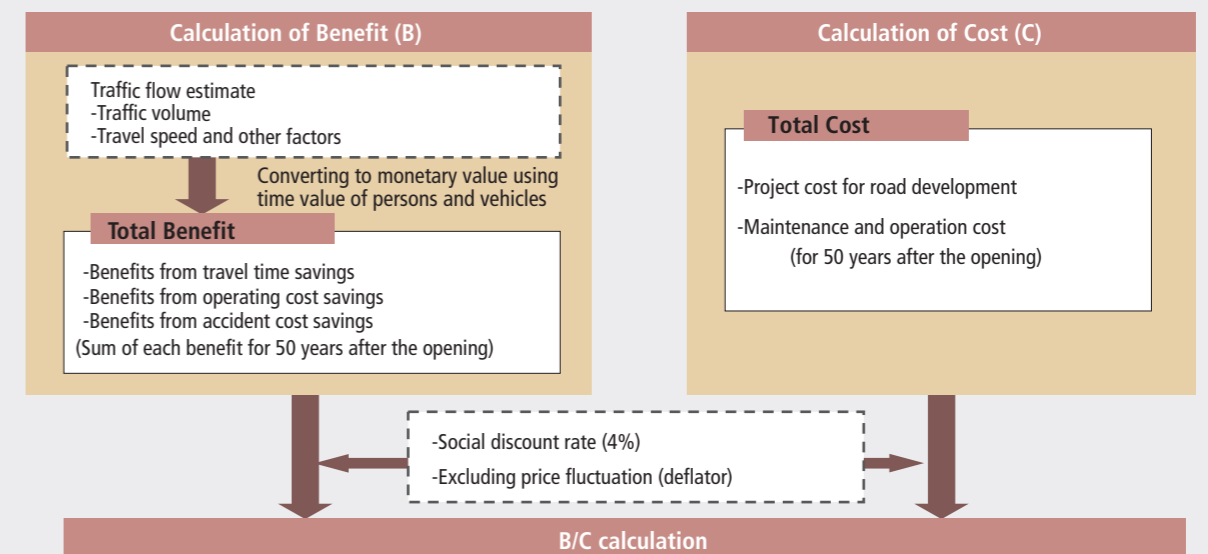 Calculation of Benefit (B)
Traffic flow estimate
-Traffic volume
-Travel speed and other factors
Converting to monetary value using
time value of persons and vehicles
Total Benefit
-Benefits from travel time savings
-Benefits from operating cost savings
-Benefits from accident cost savings
(Sum of each benefit for 50 years after the opening)
Calculation of Cost (C)
Total Cost
-Project cost for road development
-Maintenance and operation cost
(for 50 years after the opening)
-Social discount rate (4%)
-Excluding price fluctuation (deflator)
B/C calculation